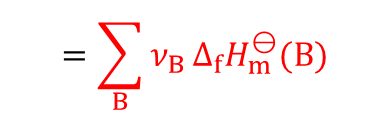 = ∑_B ν_B Δ_f H_m^⊖ (B)